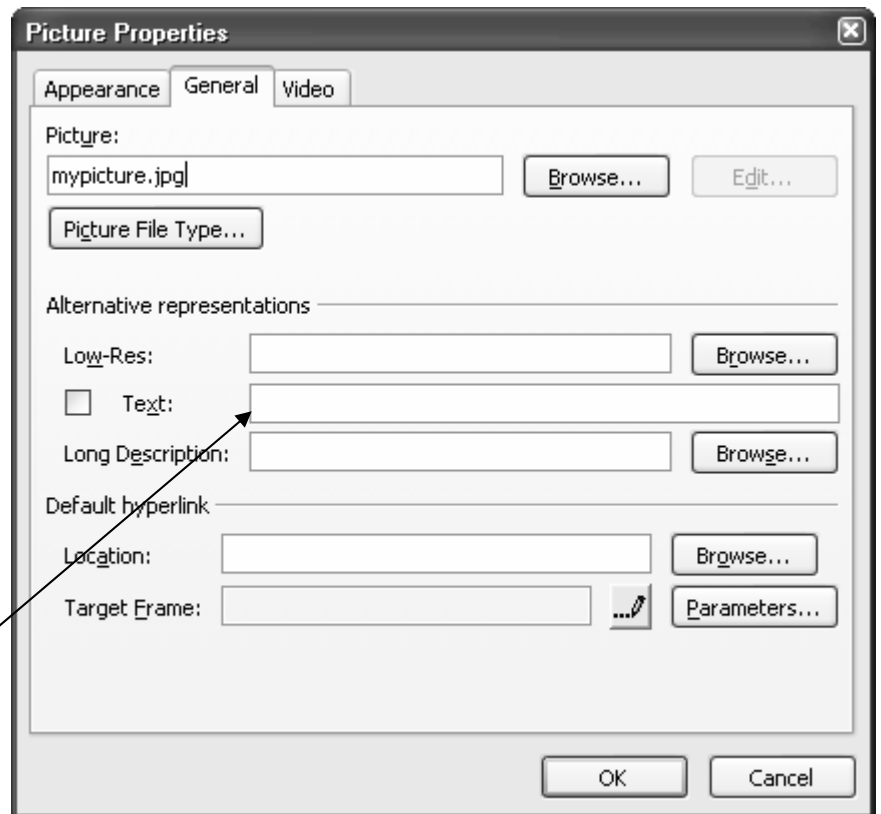 Picture Properties
Appearance General Video
Picture:
mypicture.jpg Browse... Edit...
Picture File Type...
Alternative representations
Low-Res: Browse...
Text:
Long Description: Browse...
Default hyperlink
Location: Browse...
Target Frame: ... Parameters...
OK Cancel